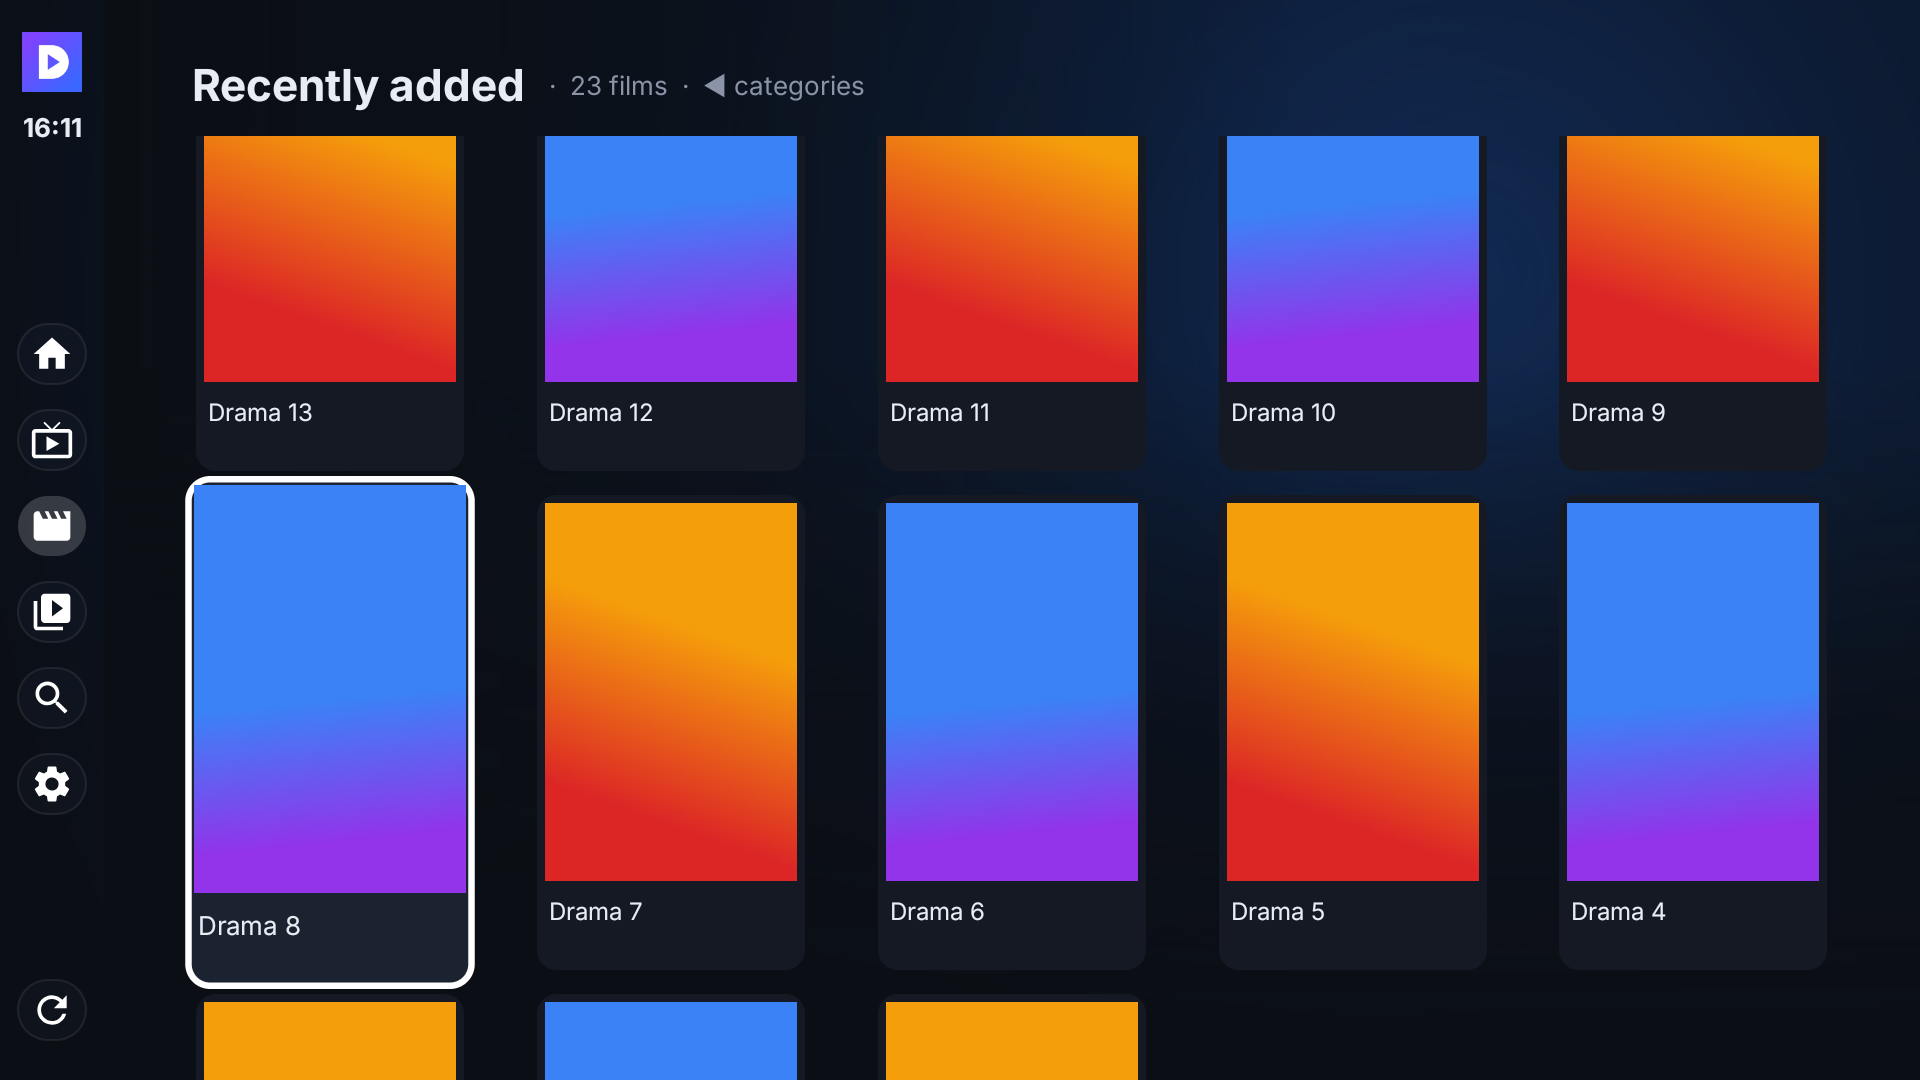 Recently added · 23 films · ◀ categories
16:11
Drama 13
Drama 12
Drama 11
Drama 10
Drama 9
Drama 8
Drama 7
Drama 6
Drama 5
Drama 4